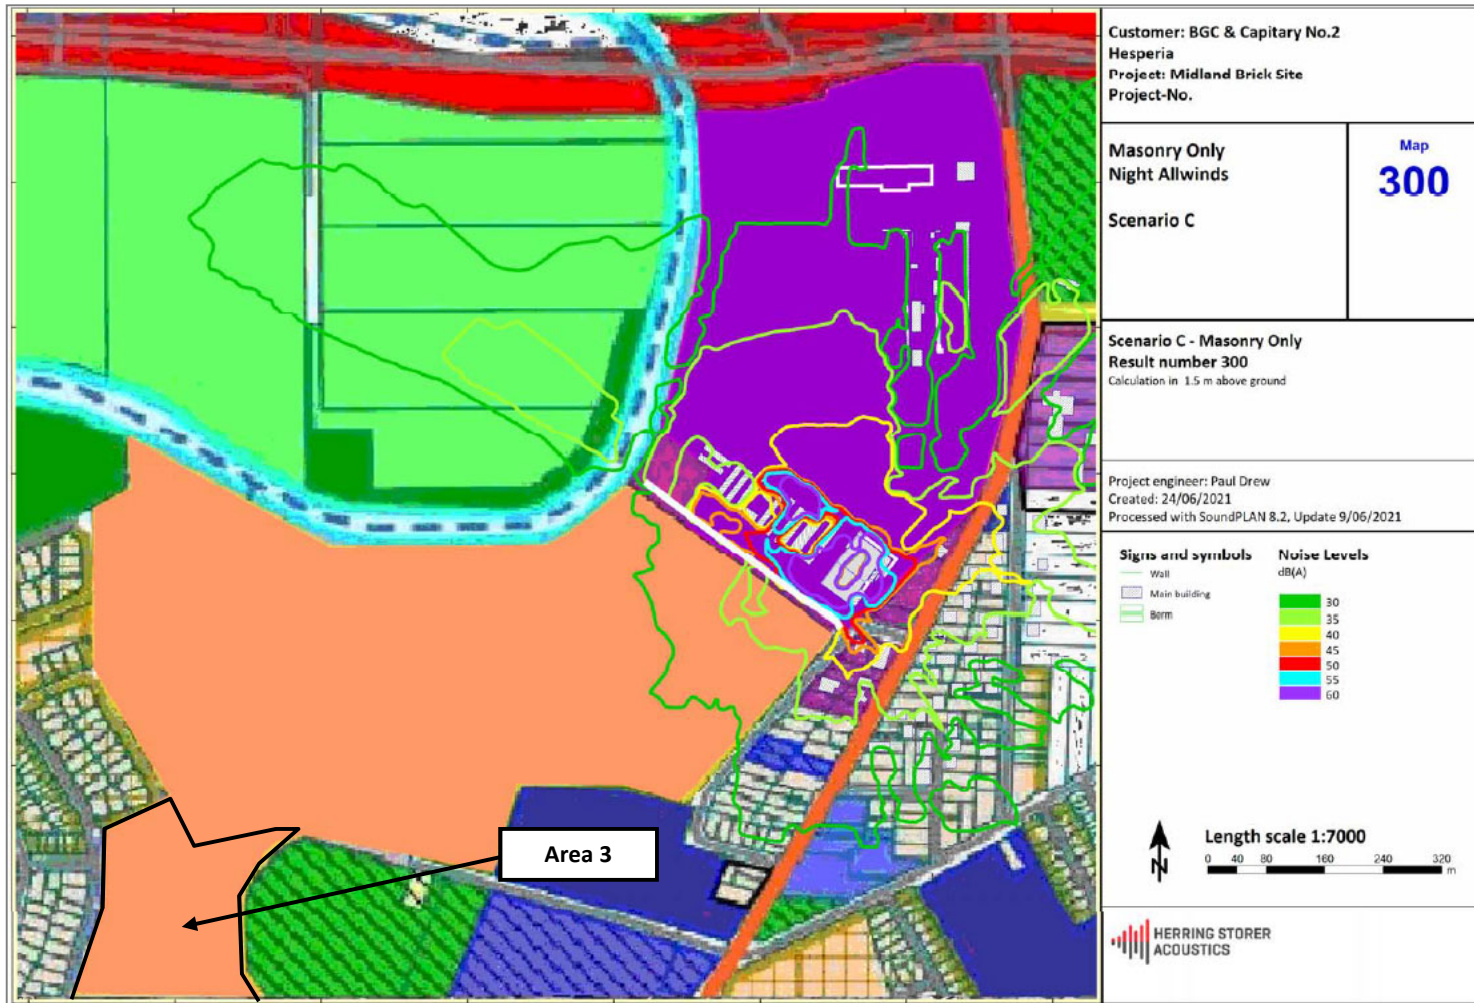 Customer: BGC & Capitary No.2
Hesperia
Project: Midland Brick Site
Project-No.
Masonry Only
Night Allwinds
Scenario C
Map
300
Scenario C - Masonry Only
Result number 300
Calculation in 1.5 m above ground
Project engineer: Paul Drew
Created: 24/06/2021
Processed with SoundPLAN 8.2, Update 9/06/2021
Signs and symbols
Wall
Main building
Berm
Noise Levels
dB(A)
30
35
40
45
50
55
60
Area 3
N
Length scale 1:7000
0 40 80 160 240 320
m
HERRING STORER
ACOUSTICS